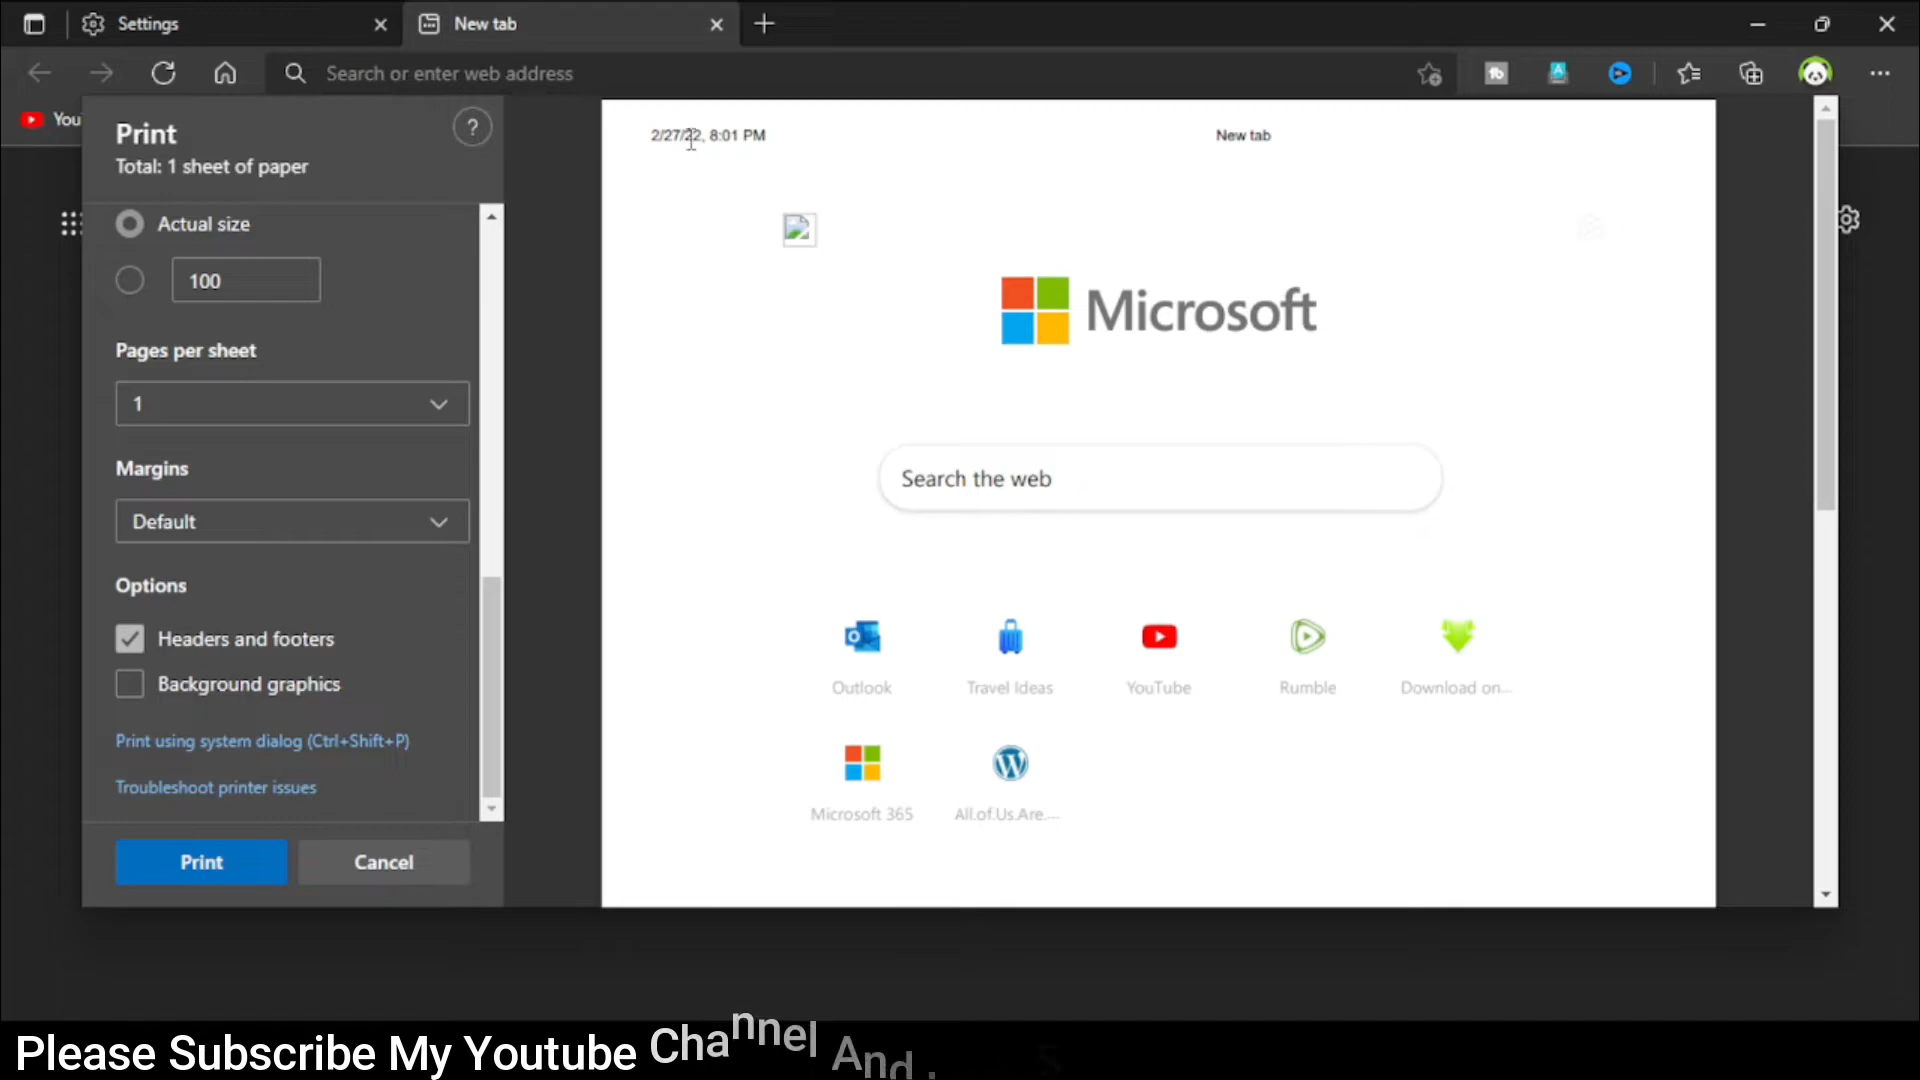 Settings
New tab
Search or enter web address
You
Print
Total: 1 sheet of paper
?
Actual size
100
Pages per sheet
1
Margins
Default
Options
Headers and footers
Background graphics
Print using system dialog (Ctrl+Shift+P)
Troubleshoot printer issues
Print
Cancel
2/27/22, 8:01 PM
New tab
Microsoft
Search the web
Outlook
Travel Ideas
YouTube
Rumble
Download on...
Microsoft 365
All.of.Us.Are....
Please Subscribe My Youtube Channel And